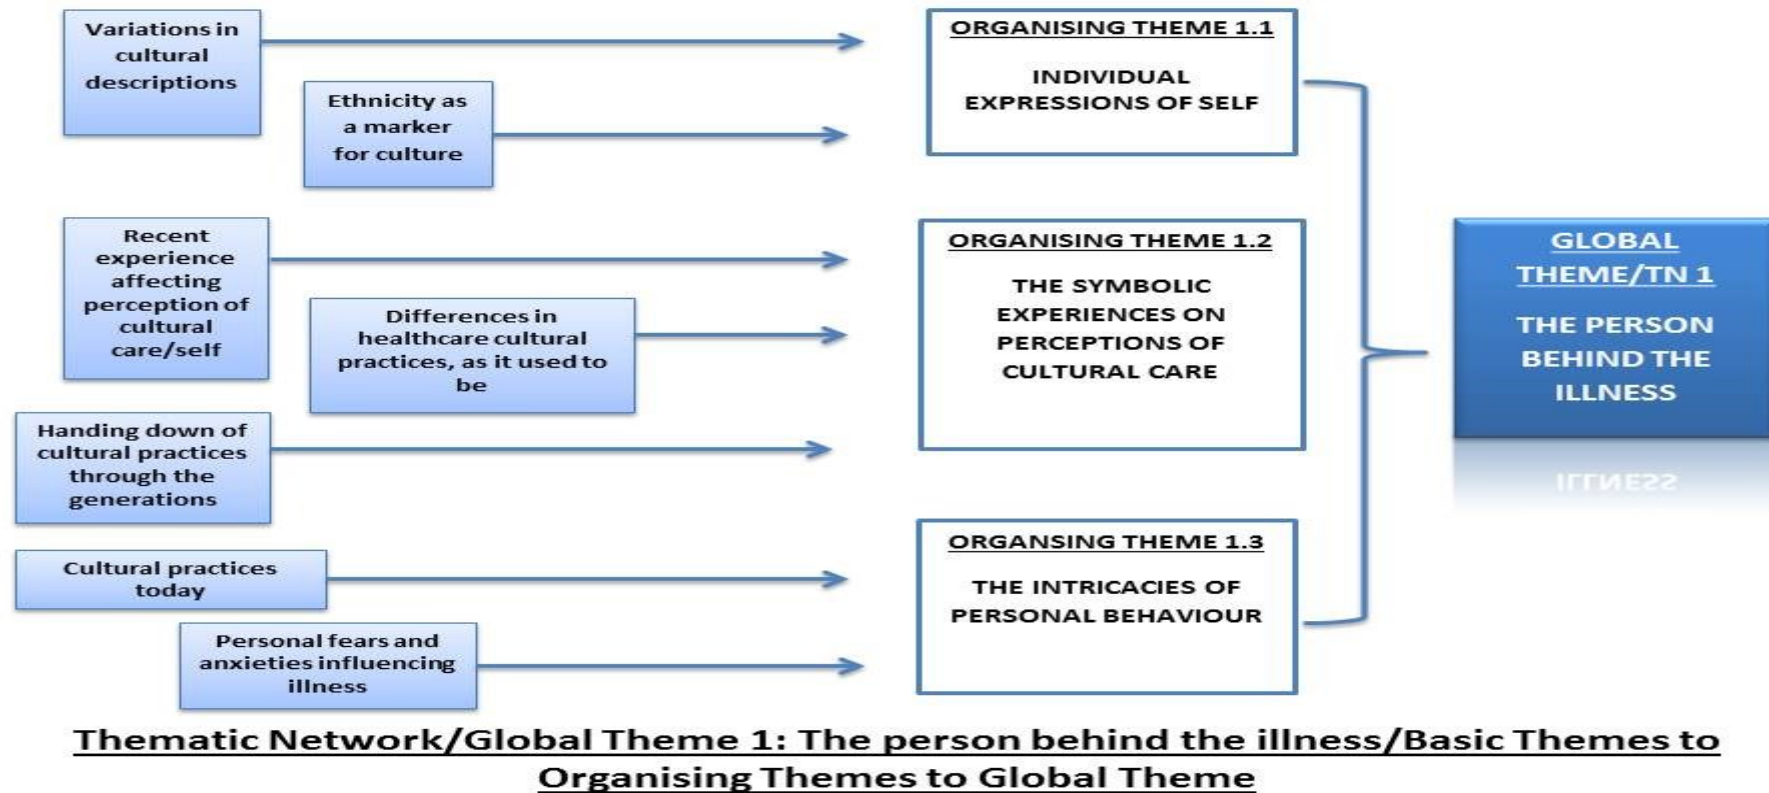 Variations in
cultural
descriptions
Ethnicity as
a marker
for culture
Recent
experience
affecting
perception of
cultural
care/self
Differences in
healthcare cultural
practices, as it used to
be
Handing down of
cultural practices
through the
generations
Cultural practices
today
Personal fears and
anxieties influencing
illness
ORGANISING THEME 1.1
INDIVIDUAL
EXPRESSIONS OF SELF
ORGANISING THEME 1.2
THE SYMBOLIC
EXPERIENCES ON
PERCEPTIONS OF
CULTURAL CARE
ORGANSING THEME 1.3
THE INTRICACIES OF
PERSONAL BEHAVIOUR
GLOBAL
THEME/TN 1
THE PERSON
BEHIND THE
ILLNESS
Thematic Network/Global Theme 1: The person behind the illness/Basic Themes to
Organising Themes to Global Theme